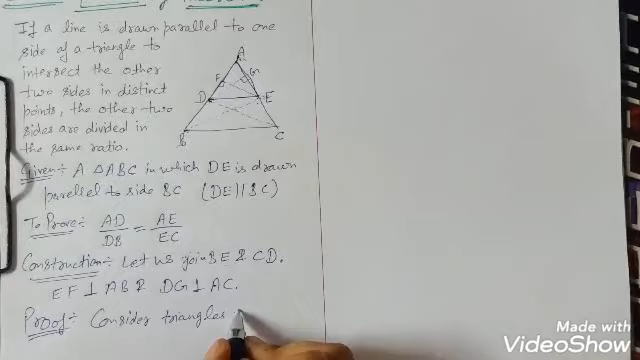 If a line is drawn parallel to one
side of a triangle to
intersect the other
two sides in distinct
points, the other two
sides are divided in
the same ratio.
A
F
G
D
E
B
C
Given:- A △ABC in which DE is drawn
parellel to side BC (DE||BC)
To Prove:- AD/DB = AE/EC
Construction:- Let us join BE & CD.
EF ⊥ AB & DG ⊥ AC.
Proof:- Consider triangles
Made with
VideoShow